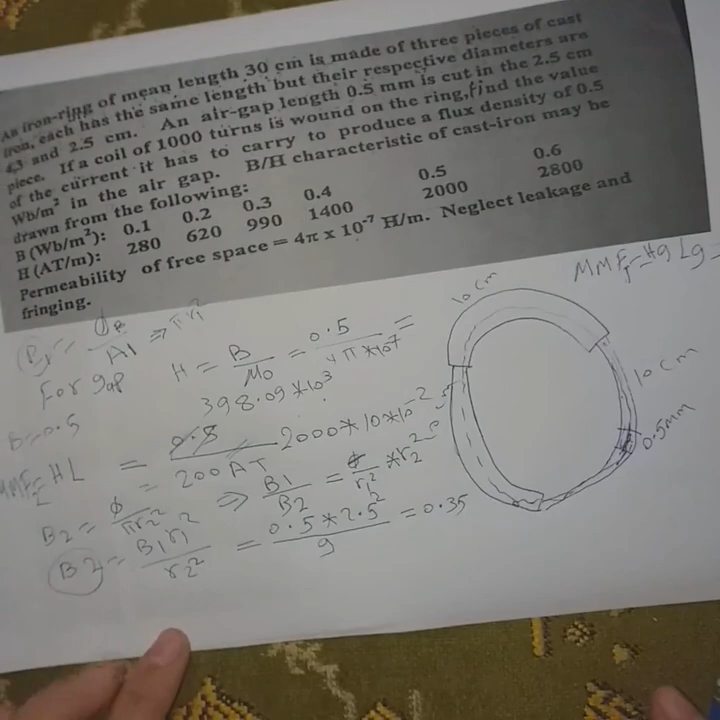 An iron-ring of mean length 30 cm is made of three pieces of cast
iron, each has the same length but their respective diameters are
4,3 and 2.5 cm. An air-gap length 0.5 mm is cut in the 2.5 cm
piece. If a coil of 1000 turns is wound on the ring, find the value
of the current it has to carry to produce a flux density of 0.5
Wb/m² in the air gap. B/H characteristic of cast-iron may be
drawn from the following:
B (Wb/m²): 0.1 0.2 0.3 0.4 0.5 0.6
H (AT/m): 280 620 990 1400 2000 2800
Permeability of free space = 4π x 10⁻⁷ H/m. Neglect leakage and
fringing.
10 cm
MMF = Hg Lg =
For gap
H = B/M₀ = 0.5/4π*10⁻⁷ =
398.09*10³
10 cm
B=0.5
0.5mm
MMF = HL = 2000*10*10⁻²
= 200 AT
B2 = ϕ/πr2² ⇒ B1/B2 = ϕ/r1² * r2²
B2 = B1r1²/r2² = 0.5*2.5²/9 = 0.35